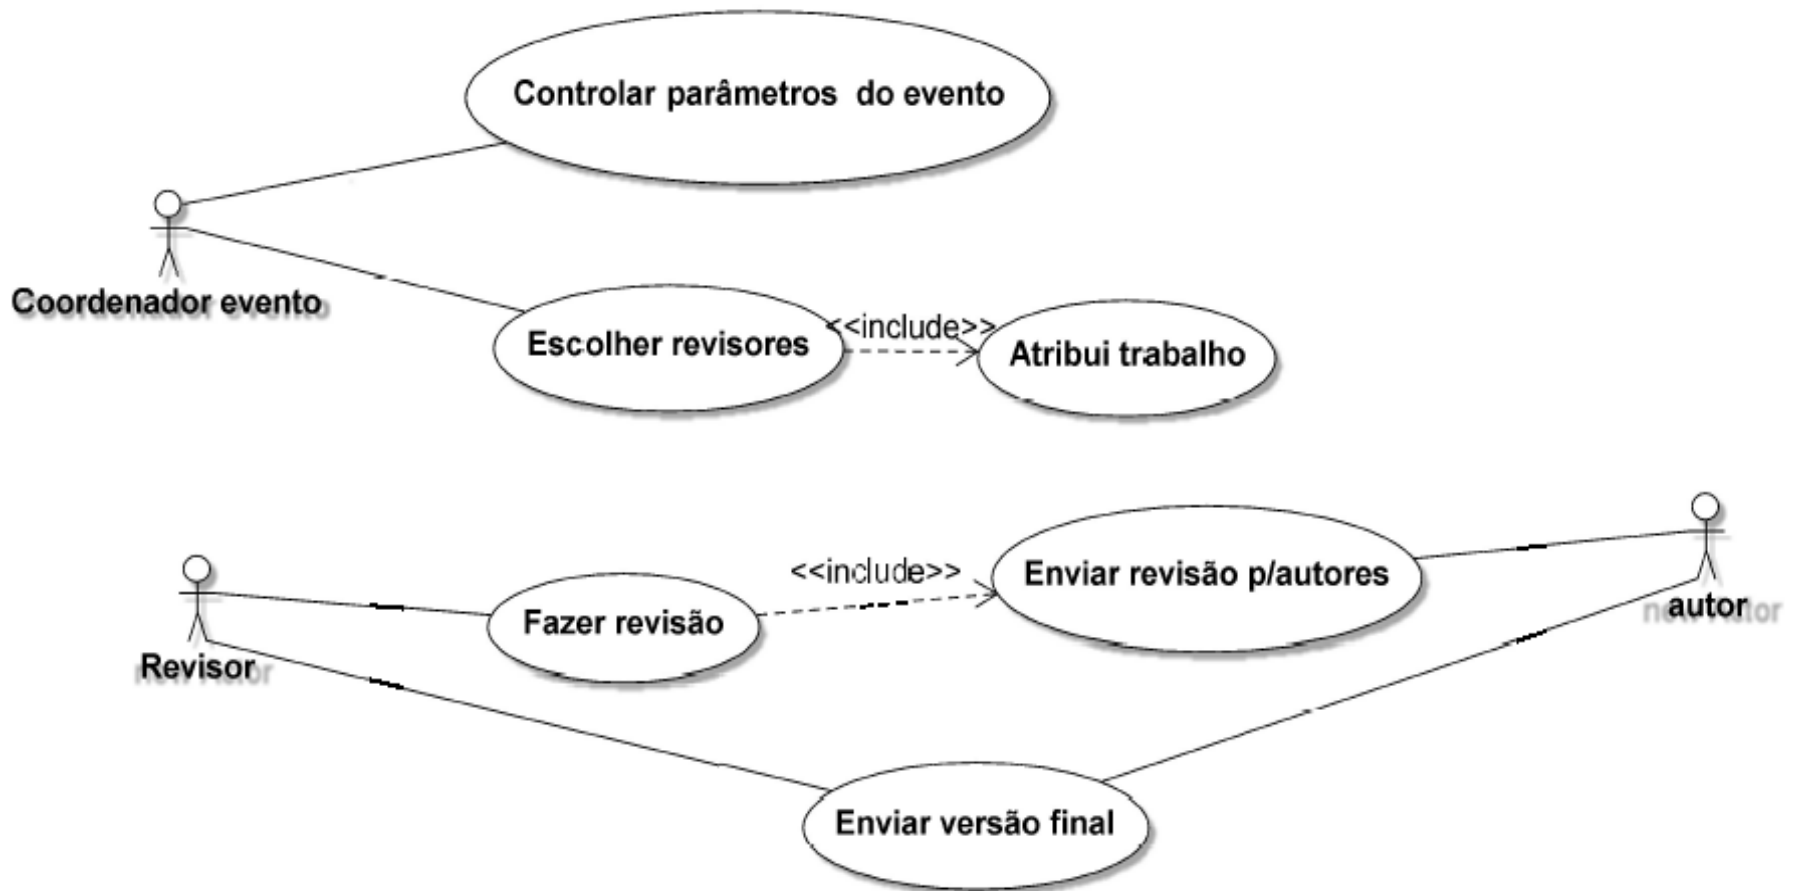 Controlar parâmetros do evento
Coordenador evento
<<include>>
Escolher revisores
Atribui trabalho
<<include>>
Enviar revisão p/autores
autor
Fazer revisão
Revisor
Enviar versão final